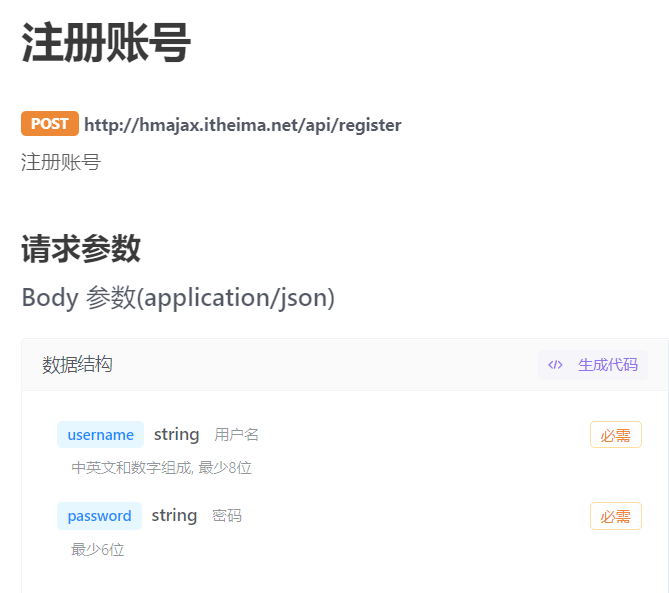 注册账号
POST http://hmajax.itheima.net/api/register
注册账号
请求参数
Body 参数(application/json)
数据结构 </> 生成代码
username string 用户名 必需
中英文和数字组成, 最少8位
password string 密码 必需
最少6位